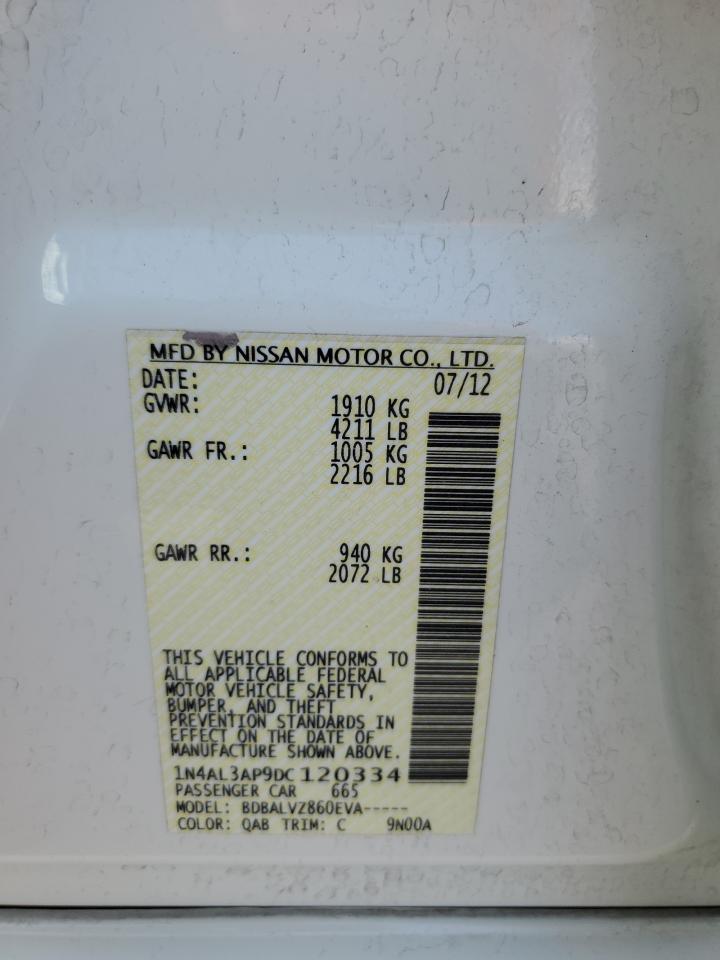 MFD BY NISSAN MOTOR CO., LTD.
DATE: 07/12
GVWR: 1910 KG
4211 LB
GAWR FR.: 1005 KG
2216 LB
GAWR RR.: 940 KG
2072 LB
THIS VEHICLE CONFORMS TO
ALL APPLICABLE FEDERAL
MOTOR VEHICLE SAFETY,
BUMPER, AND THEFT
PREVENTION STANDARDS IN
EFFECT ON THE DATE OF
MANUFACTURE SHOWN ABOVE.
1N4AL3AP9DC120334
PASSENGER CAR 665
MODEL: BDBALVZ860EVA-----
COLOR: QAB TRIM: C 9N00A